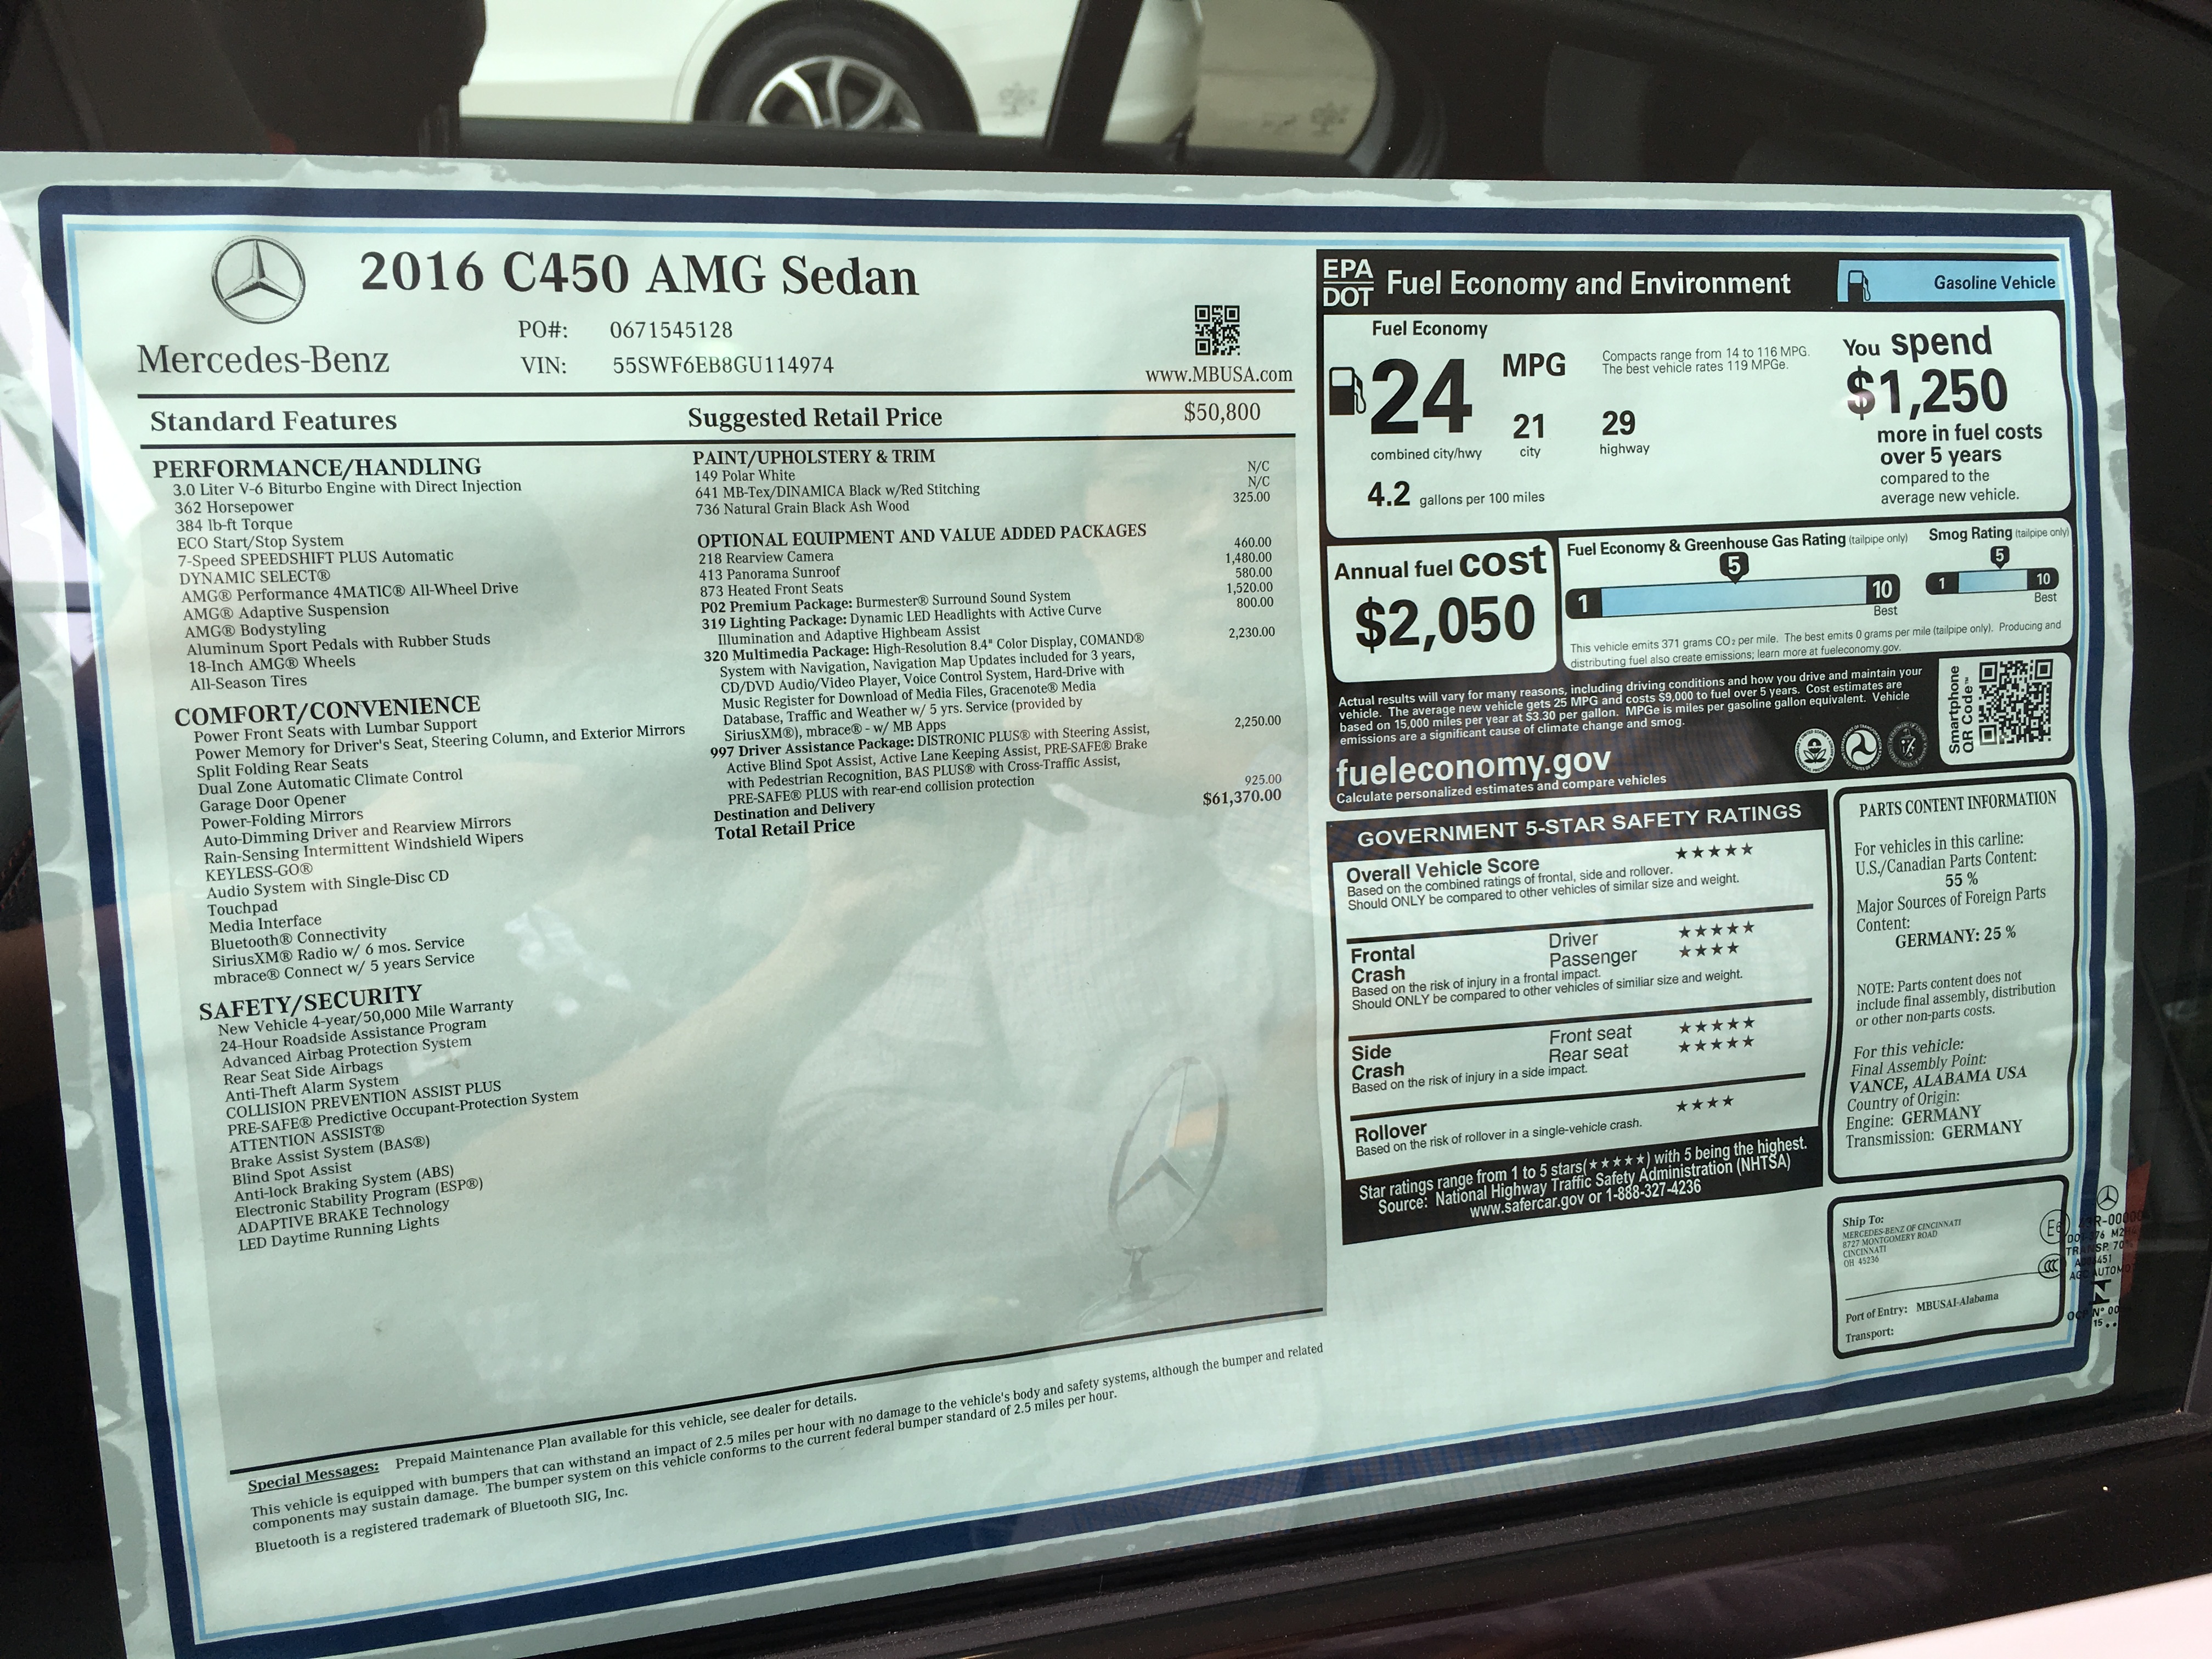 2016 C450 AMG Sedan
Mercedes-Benz
PO#: 0671545128
VIN: 55SWF6EB8GU114974
www.MBUSA.com
Standard Features
Suggested Retail Price $50,800
PERFORMANCE/HANDLING
3.0 Liter V-6 Biturbo Engine with Direct Injection
362 Horsepower
384 lb-ft Torque
ECO Start/Stop System
7-Speed SPEEDSHIFT PLUS Automatic
DYNAMIC SELECT®
AMG® Performance 4MATIC® All-Wheel Drive
AMG® Adaptive Suspension
AMG® Bodystyling
Aluminum Sport Pedals with Rubber Studs
18-Inch AMG® Wheels
All-Season Tires
COMFORT/CONVENIENCE
Power Front Seats with Lumbar Support
Power Memory for Driver's Seat, Steering Column, and Exterior Mirrors
Split Folding Rear Seats
Dual Zone Automatic Climate Control
Garage Door Opener
Power-Folding Mirrors
Auto-Dimming Driver and Rearview Mirrors
Rain-Sensing Intermittent Windshield Wipers
KEYLESS-GO®
Audio System with Single-Disc CD
Touchpad
Media Interface
Bluetooth® Connectivity
SiriusXM® Radio w/ 6 mos. Service
mbrace® Connect w/ 5 years Service
SAFETY/SECURITY
New Vehicle 4-year/50,000 Mile Warranty
24-Hour Roadside Assistance Program
Advanced Airbag Protection System
Rear Seat Side Airbags
Anti-Theft Alarm System
COLLISION PREVENTION ASSIST PLUS
PRE-SAFE® Predictive Occupant-Protection System
ATTENTION ASSIST®
Brake Assist System (BAS®)
Blind Spot Assist
Anti-lock Braking System (ABS)
Electronic Stability Program (ESP®)
ADAPTIVE BRAKE Technology
LED Daytime Running Lights
PAINT/UPHOLSTERY & TRIM
149 Polar White N/C
641 MB-Tex/DINAMICA Black w/Red Stitching N/C
736 Natural Grain Black Ash Wood 325.00
OPTIONAL EQUIPMENT AND VALUE ADDED PACKAGES
218 Rearview Camera 460.00
413 Panorama Sunroof 1,480.00
873 Heated Front Seats 580.00
P02 Premium Package: Burmester® Surround Sound System 1,520.00
319 Lighting Package: Dynamic LED Headlights with Active Curve 800.00
Illumination and Adaptive Highbeam Assist
320 Multimedia Package: High-Resolution 8.4" Color Display, COMAND® 2,230.00
System with Navigation, Navigation Map Updates included for 3 years,
CD/DVD Audio/Video Player, Voice Control System, Hard-Drive with
Music Register for Download of Media Files, Gracenote® Media
Database, Traffic and Weather w/ 5 yrs. Service (provided by
SiriusXM®), mbrace® - w/ MB Apps
997 Driver Assistance Package: DISTRONIC PLUS® with Steering Assist, 2,250.00
Active Blind Spot Assist, Active Lane Keeping Assist, PRE-SAFE® Brake
with Pedestrian Recognition, BAS PLUS® with Cross-Traffic Assist,
PRE-SAFE® PLUS with rear-end collision protection
Destination and Delivery 925.00
Total Retail Price $61,370.00
Special Messages: Prepaid Maintenance Plan available for this vehicle, see dealer for details.
This vehicle is equipped with bumpers that can withstand an impact of 2.5 miles per hour with no damage to the vehicle's body and safety systems, although the bumper and related
components may sustain damage. The bumper system on this vehicle conforms to the current federal bumper standard of 2.5 miles per hour.
Bluetooth is a registered trademark of Bluetooth SIG, Inc.
EPA
DOT
Fuel Economy and Environment
Gasoline Vehicle
Fuel Economy
24 MPG
combined city/hwy
21
city
29
highway
4.2 gallons per 100 miles
Compacts range from 14 to 116 MPG.
The best vehicle rates 119 MPGe.
You spend
$1,250
more in fuel costs
over 5 years
compared to the
average new vehicle.
Annual fuel cost
$2,050
Fuel Economy & Greenhouse Gas Rating (tailpipe only)
5
1
10
Best
Smog Rating (tailpipe only)
5
1
10
Best
This vehicle emits 371 grams CO2 per mile. The best emits 0 grams per mile (tailpipe only). Producing and
distributing fuel also create emissions; learn more at fueleconomy.gov.
Actual results will vary for many reasons, including driving conditions and how you drive and maintain your
vehicle. The average new vehicle gets 25 MPG and costs $9,000 to fuel over 5 years. Cost estimates are
based on 15,000 miles per year at $3.30 per gallon. MPGe is miles per gasoline gallon equivalent. Vehicle
emissions are a significant cause of climate change and smog.
fueleconomy.gov
Calculate personalized estimates and compare vehicles
Smartphone
QR Code™
GOVERNMENT 5-STAR SAFETY RATINGS
Overall Vehicle Score ★★★★★
Based on the combined ratings of frontal, side and rollover.
Should ONLY be compared to other vehicles of similar size and weight.
Frontal Driver ★★★★★
Crash Passenger ★★★★
Based on the risk of injury in a frontal impact.
Should ONLY be compared to other vehicles of similiar size and weight.
Side Front seat ★★★★★
Crash Rear seat ★★★★★
Based on the risk of injury in a side impact.
Rollover ★★★★
Based on the risk of rollover in a single-vehicle crash.
Star ratings range from 1 to 5 stars(★★★★★) with 5 being the highest.
Source: National Highway Traffic Safety Administration (NHTSA)
www.safercar.gov or 1-888-327-4236
PARTS CONTENT INFORMATION
For vehicles in this carline:
U.S./Canadian Parts Content:
55 %
Major Sources of Foreign Parts
Content:
GERMANY: 25 %
NOTE: Parts content does not
include final assembly, distribution
or other non-parts costs.
For this vehicle:
Final Assembly Point:
VANCE, ALABAMA USA
Country of Origin:
Engine: GERMANY
Transmission: GERMANY
Ship To:
MERCEDES-BENZ OF CINCINNATI
8727 MONTGOMERY ROAD
CINCINNATI
OH 45236
Port of Entry: MBUSAI-Alabama
Transport: